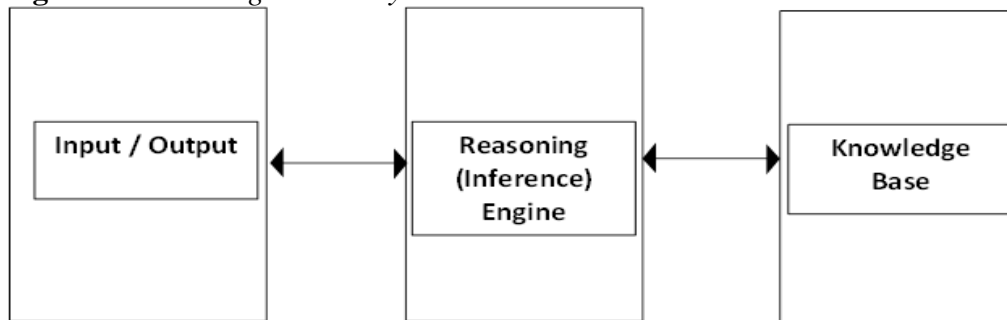 Input / Output
Reasoning
(Inference)
Engine
Knowledge
Base